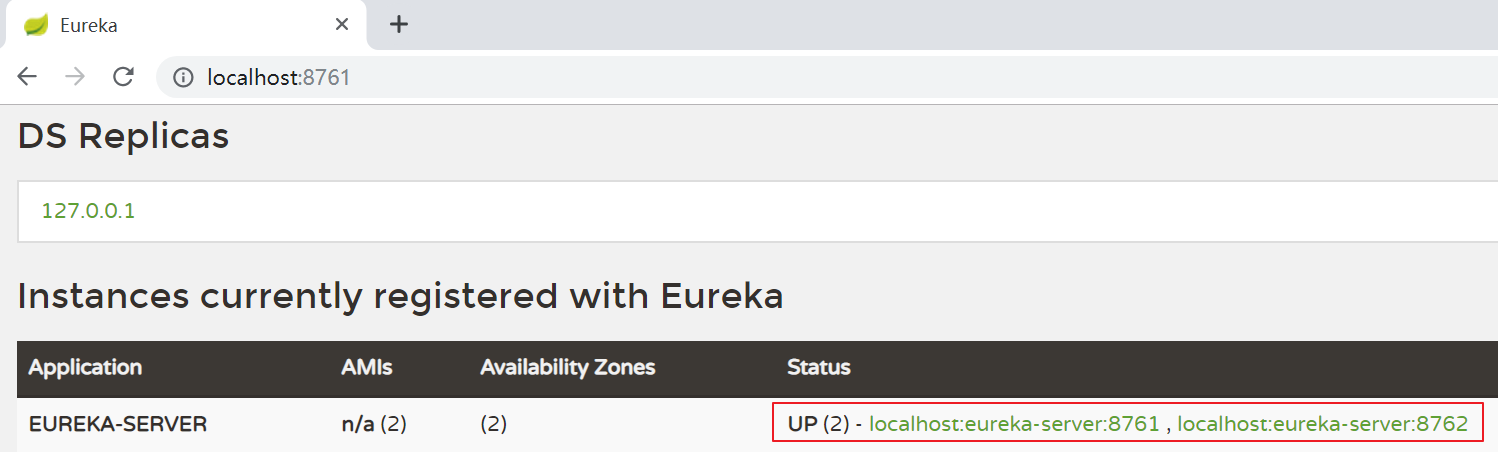 Eureka
localhost:8761
DS Replicas
127.0.0.1
Instances currently registered with Eureka
Application AMIs Availability Zones Status
EUREKA-SERVER n/a (2) (2) UP (2) - localhost:eureka-server:8761 , localhost:eureka-server:8762